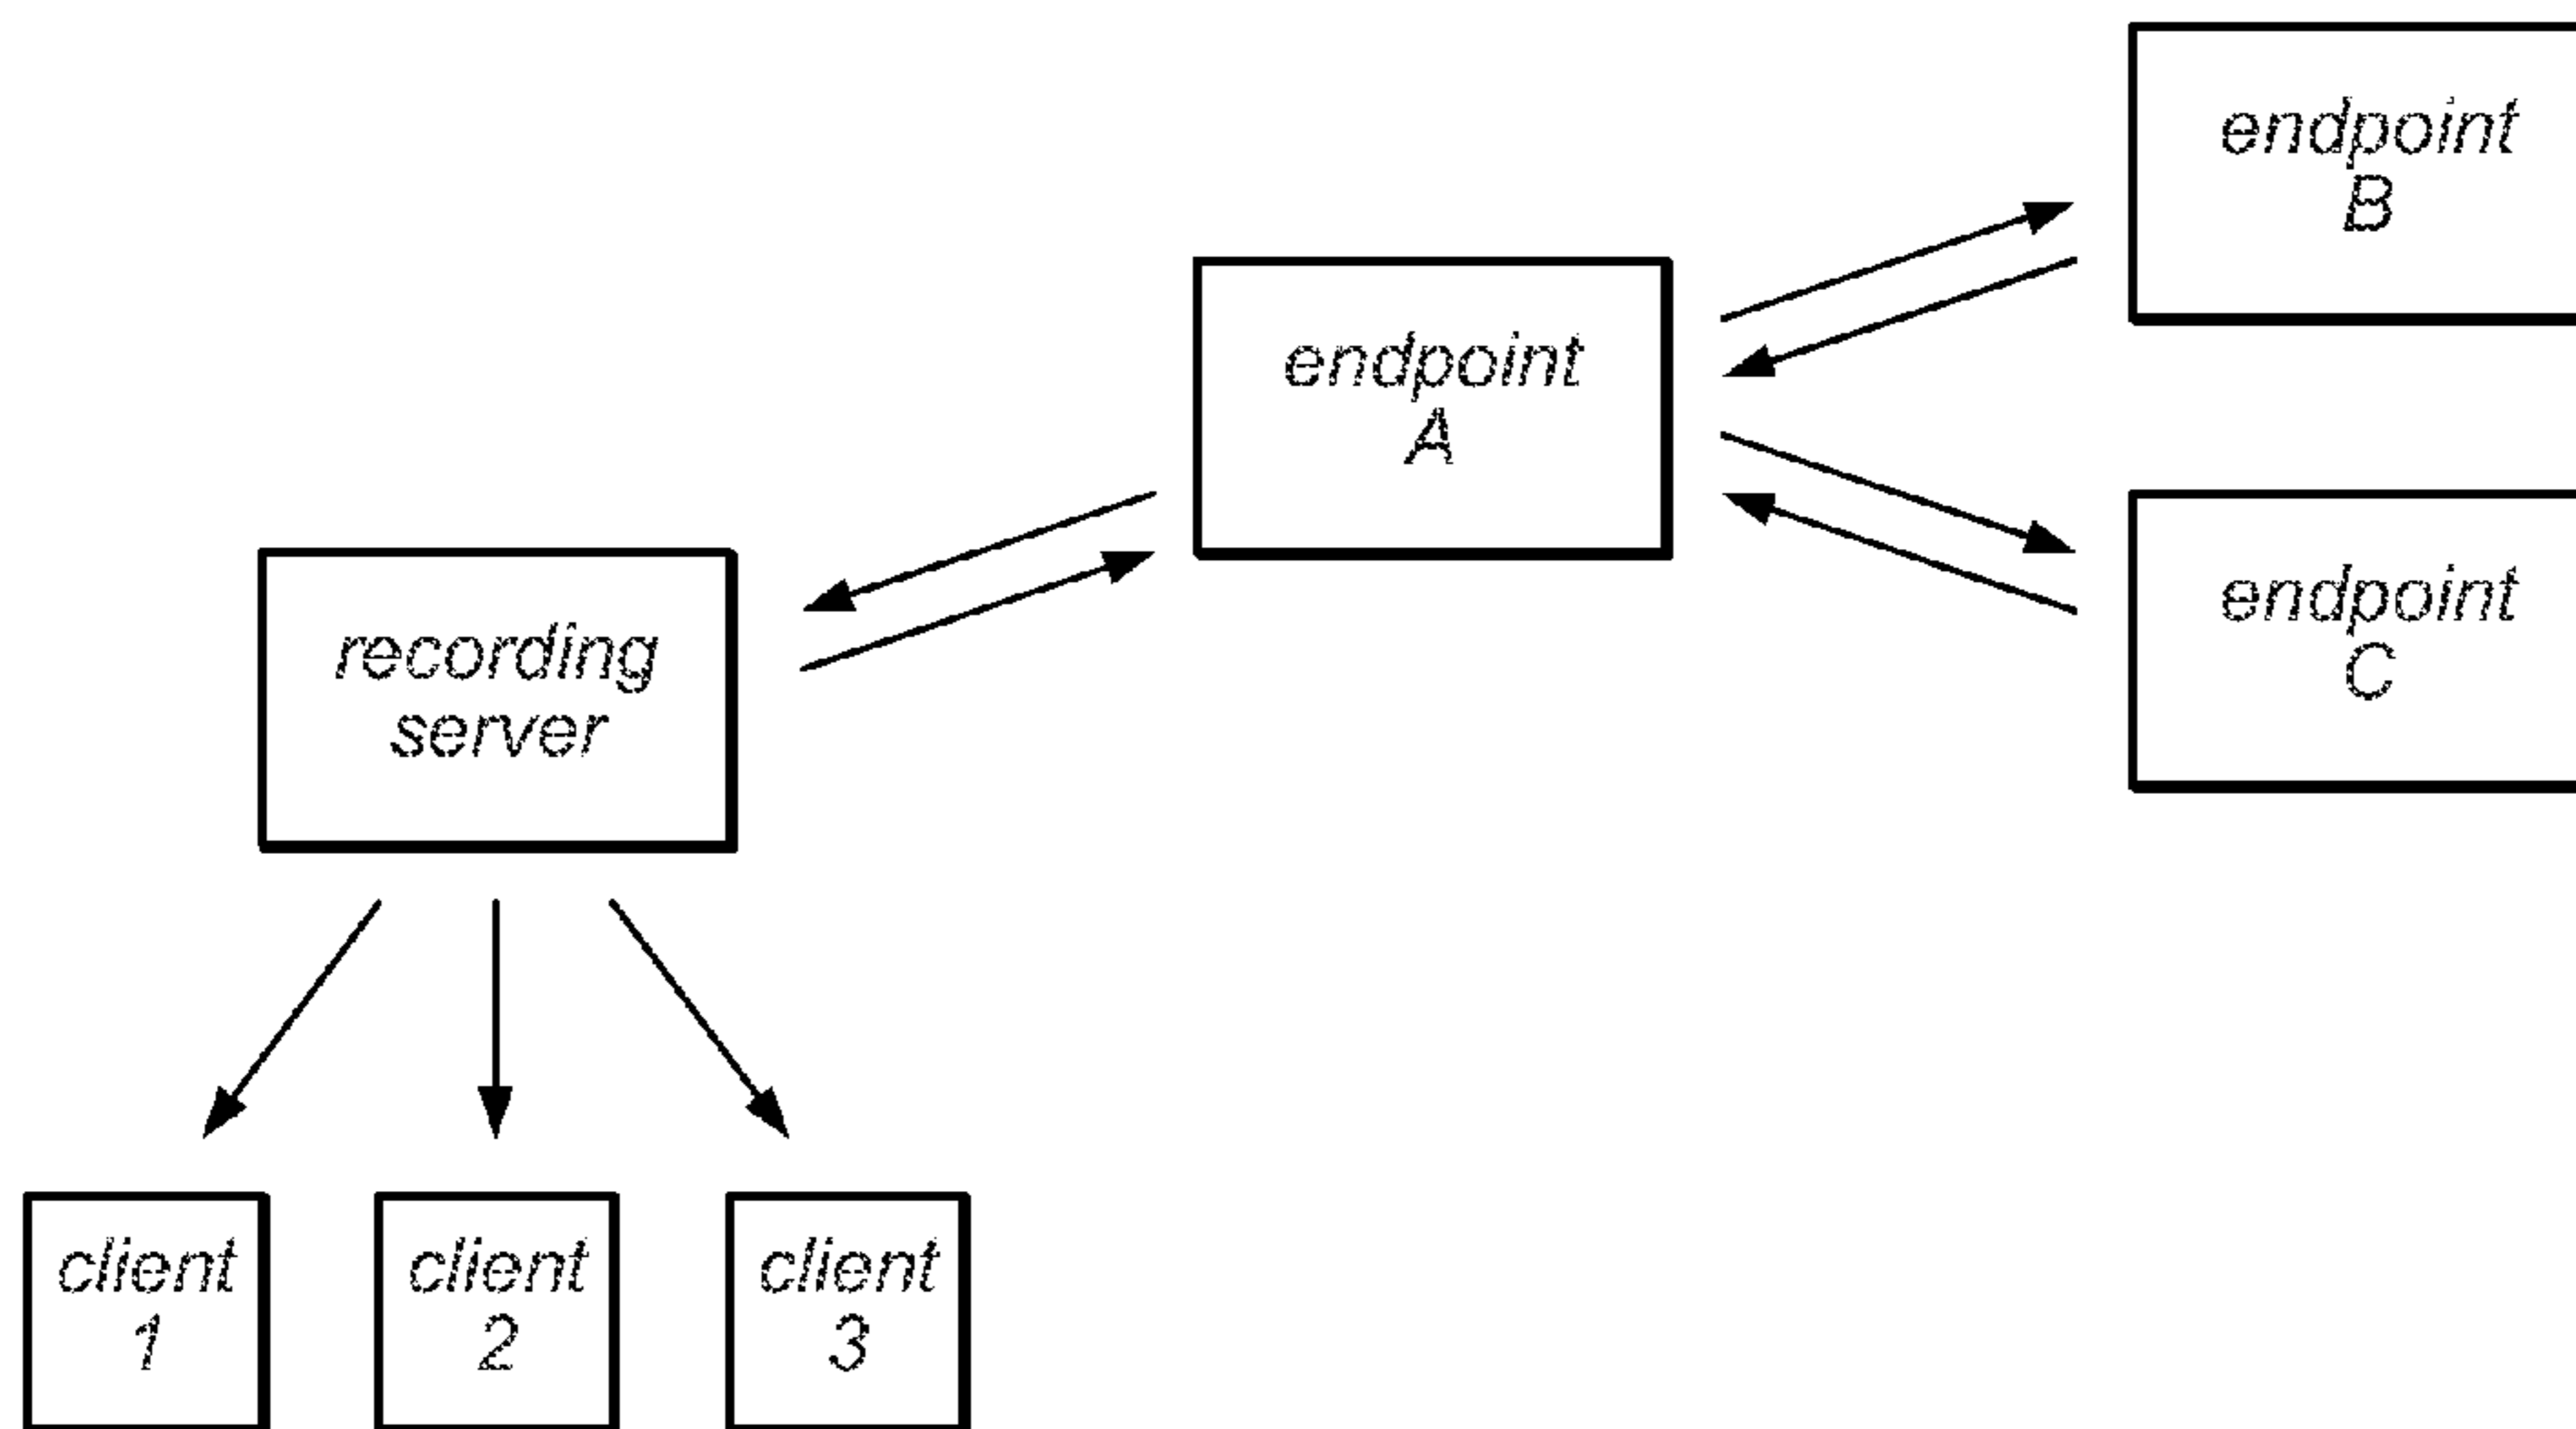 endpoint
B
endpoint
A
endpoint
C
recording
server
client
1
client
2
client
3